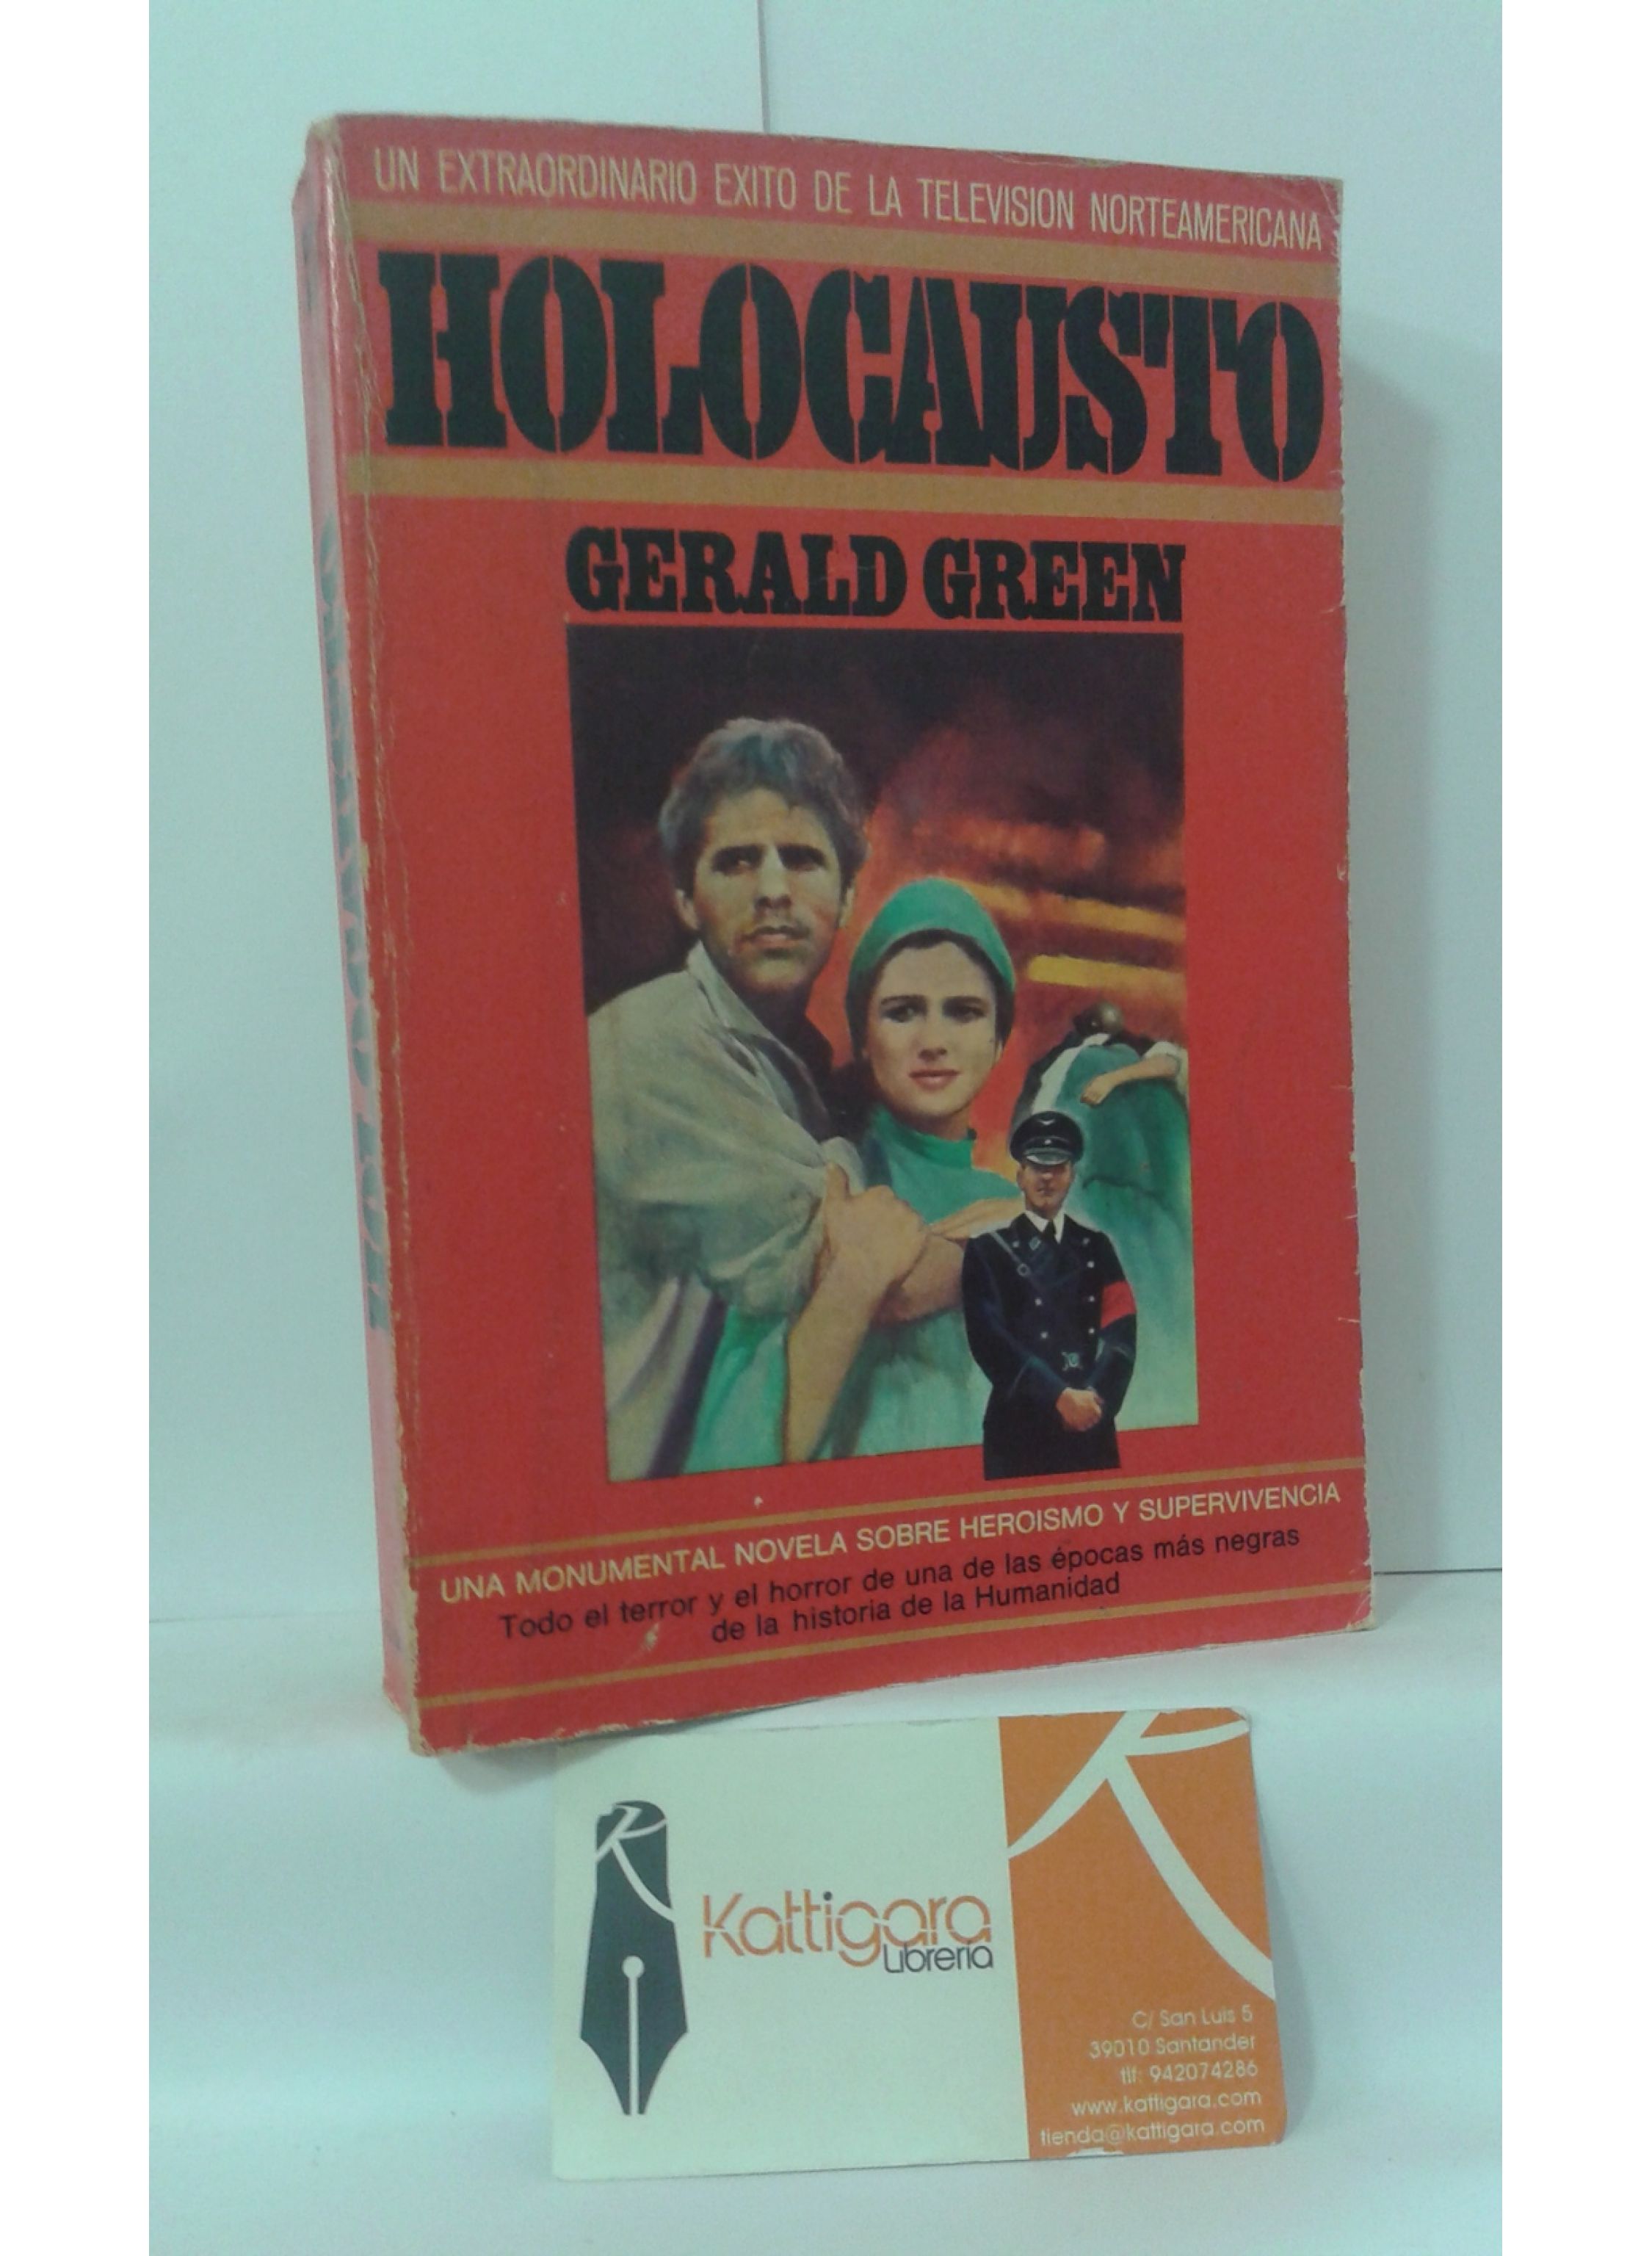 UN EXTRAORDINARIO EXITO DE LA TELEVISION NORTEAMERICANA
HOLOCAUSTO
GERALD GREEN
UNA MONUMENTAL NOVELA SOBRE HEROISMO Y SUPERVIVENCIA
Todo el terror y el horror de una de las épocas más negras
de la historia de la Humanidad
Kattigara
Librería
C/ San Luis 5
39010 Santander
tlf: 942074286
www.kattigara.com
tienda@kattigara.com